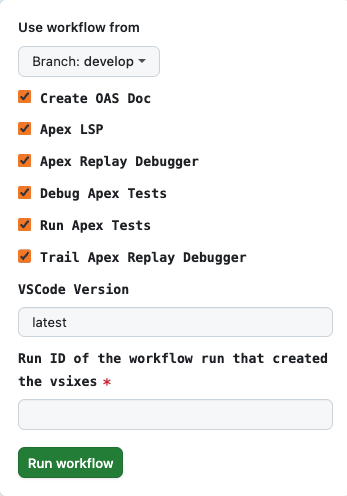 Use workflow from
Branch: develop
Create OAS Doc
Apex LSP
Apex Replay Debugger
Debug Apex Tests
Run Apex Tests
Trail Apex Replay Debugger
VSCode Version
latest
Run ID of the workflow run that created
the vsixes *
Run workflow